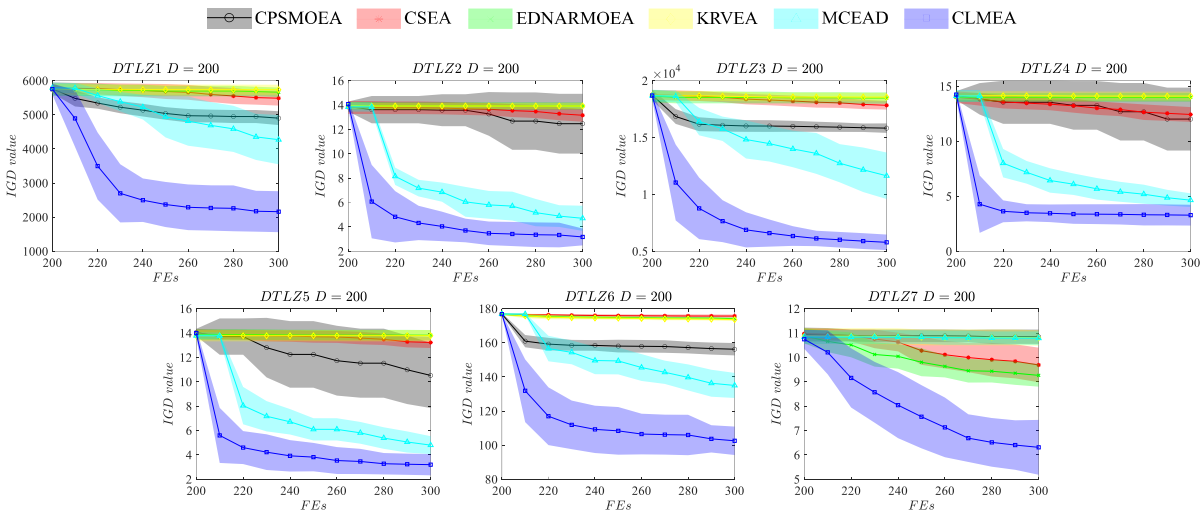 CPSMOEA CSEA EDNARMOEA KRVEA MCEAD CLMEA
DTLZ1 D = 200
IGD value
6000
5000
4000
3000
2000
1000
200 220 240 260 280 300
FEs
DTLZ2 D = 200
IGD value
16
14
12
10
8
6
4
2
200 220 240 260 280 300
FEs
DTLZ3 D = 200
IGD value
2 × 10^4
1.5
1
0.5
200 220 240 260 280 300
FEs
DTLZ4 D = 200
IGD value
15
10
5
0
200 220 240 260 280 300
FEs
DTLZ5 D = 200
IGD value
16
14
12
10
8
6
4
2
200 220 240 260 280 300
FEs
DTLZ6 D = 200
IGD value
180
160
140
120
100
80
200 220 240 260 280 300
FEs
DTLZ7 D = 200
IGD value
12
11
10
9
8
7
6
5
200 220 240 260 280 300
FEs